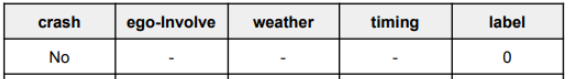 crash ego-Involve weather timing label
No - - - 0